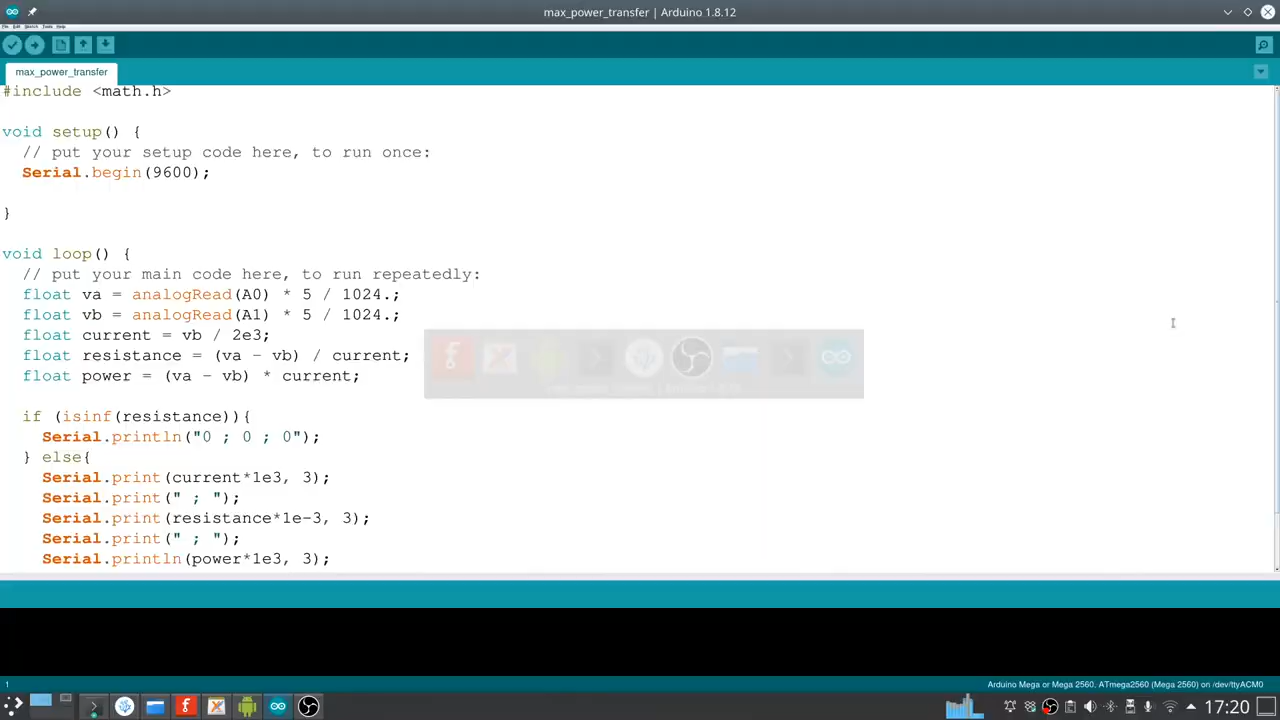 max_power_transfer | Arduino 1.8.12
File Edit Sketch Tools Help
max_power_transfer
#include <math.h>
void setup() {
// put your setup code here, to run once:
Serial.begin(9600);
}
void loop() {
// put your main code here, to run repeatedly:
float va = analogRead(A0) * 5 / 1024.;
float vb = analogRead(A1) * 5 / 1024.;
float current = vb / 2e3;
float resistance = (va - vb) / current;
float power = (va - vb) * current;
if (isinf(resistance)){
Serial.println("0 ; 0 ; 0");
} else{
Serial.print(current*1e3, 3);
Serial.print(" ; ");
Serial.print(resistance*1e-3, 3);
Serial.print(" ; ");
Serial.println(power*1e3, 3);
1
Arduino Mega or Mega 2560, ATmega2560 (Mega 2560) on /dev/ttyACM0
17:20